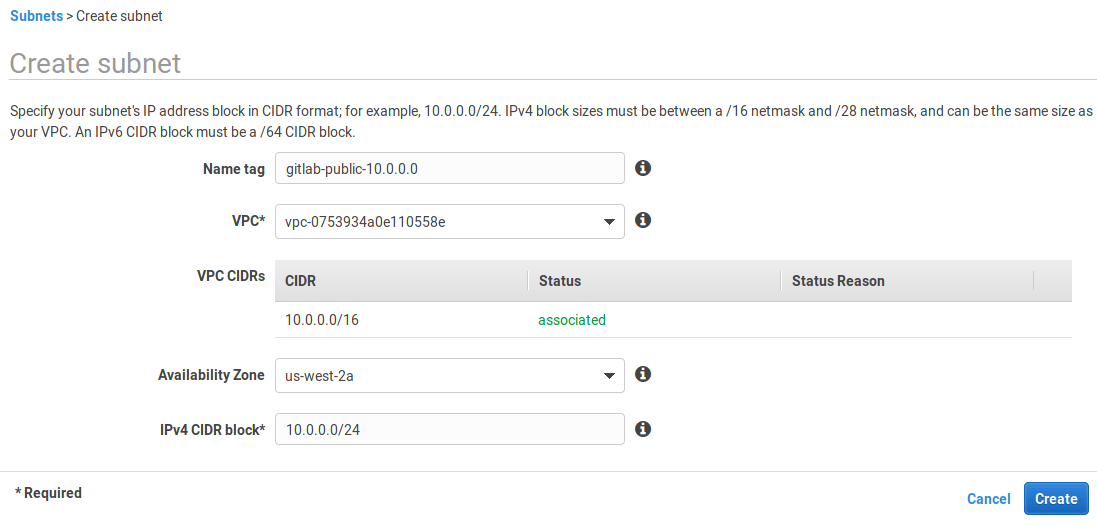 Subnets > Create subnet
Create subnet
Specify your subnet's IP address block in CIDR format; for example, 10.0.0.0/24. IPv4 block sizes must be between a /16 netmask and /28 netmask, and can be the same size as
your VPC. An IPv6 CIDR block must be a /64 CIDR block.
Name tag gitlab-public-10.0.0.0
VPC* vpc-0753934a0e110558e
VPC CIDRs CIDR Status Status Reason
10.0.0.0/16 associated
Availability Zone us-west-2a
IPv4 CIDR block* 10.0.0.0/24
* Required
Cancel Create